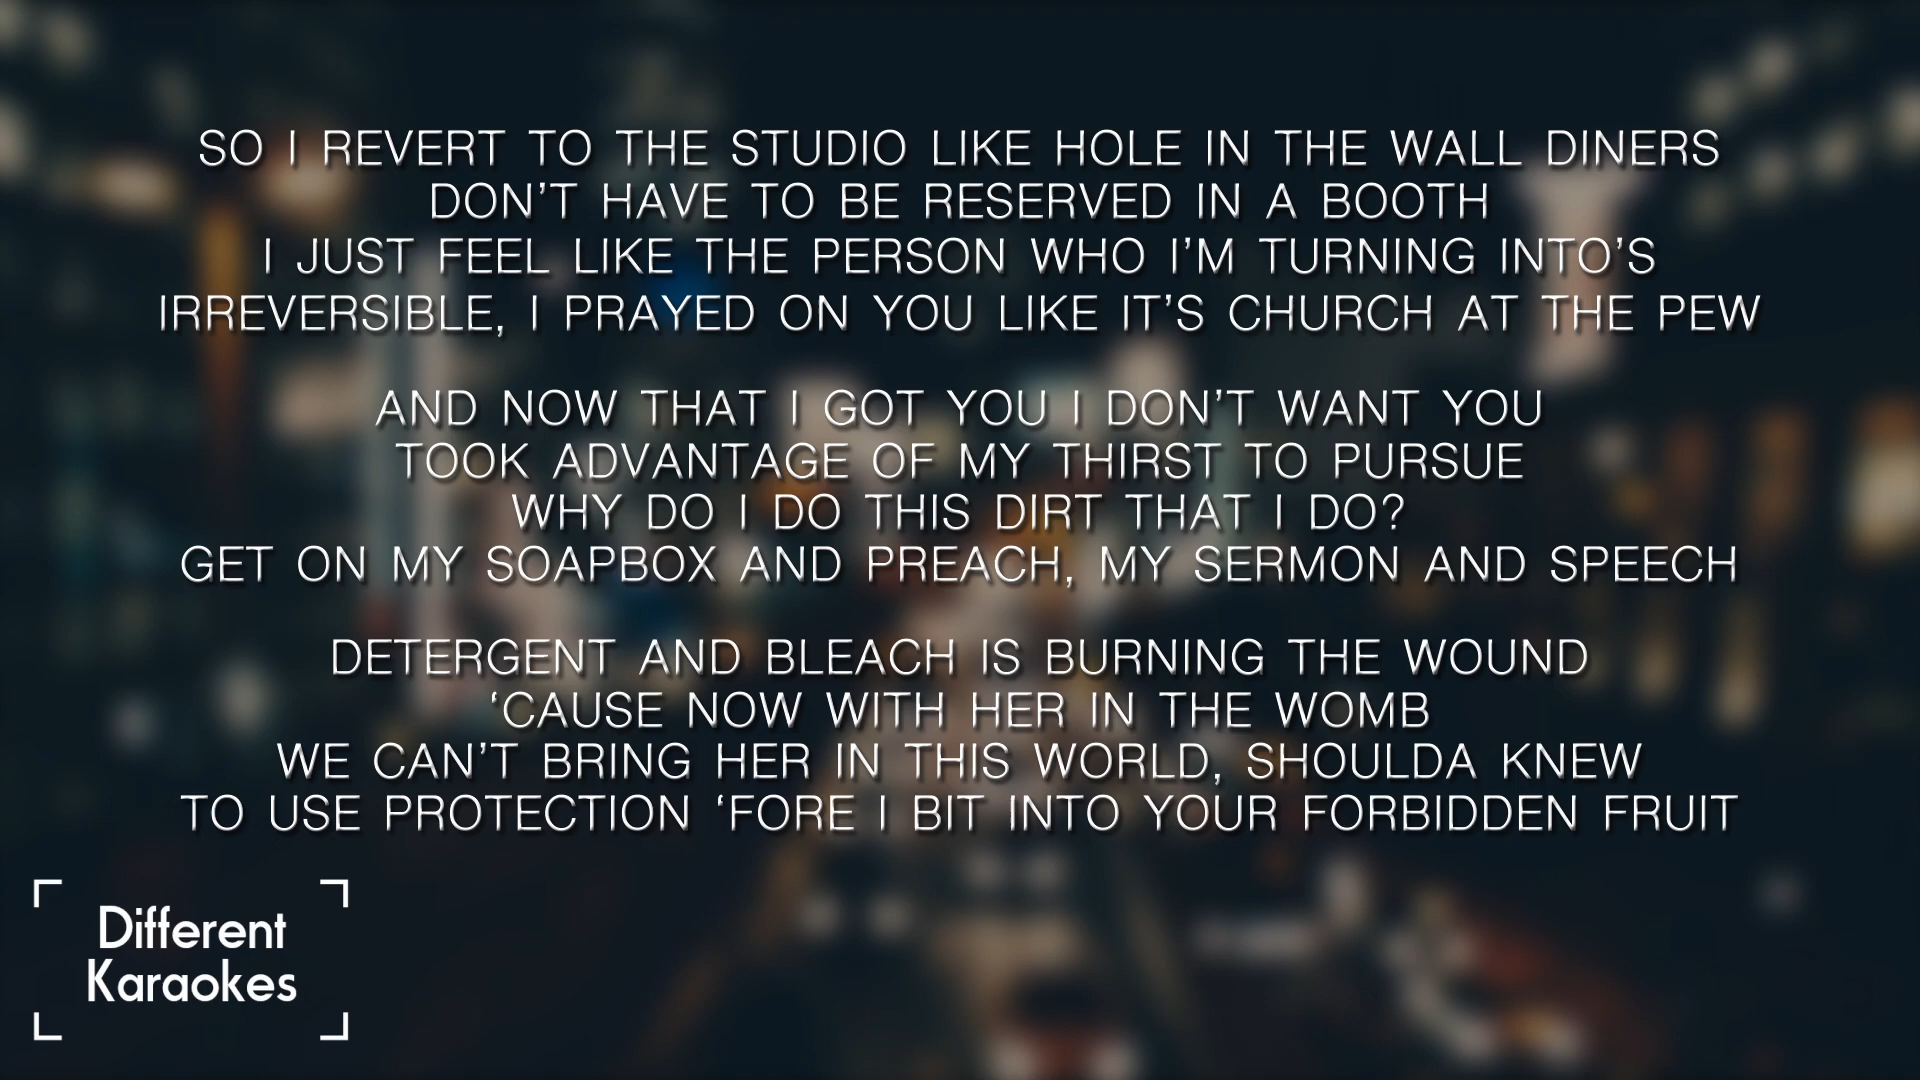 SO I REVERT TO THE STUDIO LIKE HOLE IN THE WALL DINERS
DON'T HAVE TO BE RESERVED IN A BOOTH
I JUST FEEL LIKE THE PERSON WHO I'M TURNING INTO'S
IRREVERSIBLE, I PRAYED ON YOU LIKE IT'S CHURCH AT THE PEW
AND NOW THAT I GOT YOU I DON'T WANT YOU
TOOK ADVANTAGE OF MY THIRST TO PURSUE
WHY DO I DO THIS DIRT THAT I DO?
GET ON MY SOAPBOX AND PREACH, MY SERMON AND SPEECH
DETERGENT AND BLEACH IS BURNING THE WOUND
‘CAUSE NOW WITH HER IN THE WOMB
WE CAN'T BRING HER IN THIS WORLD, SHOULDA KNEW
TO USE PROTECTION ‘FORE I BIT INTO YOUR FORBIDDEN FRUIT
Different
Karaokes